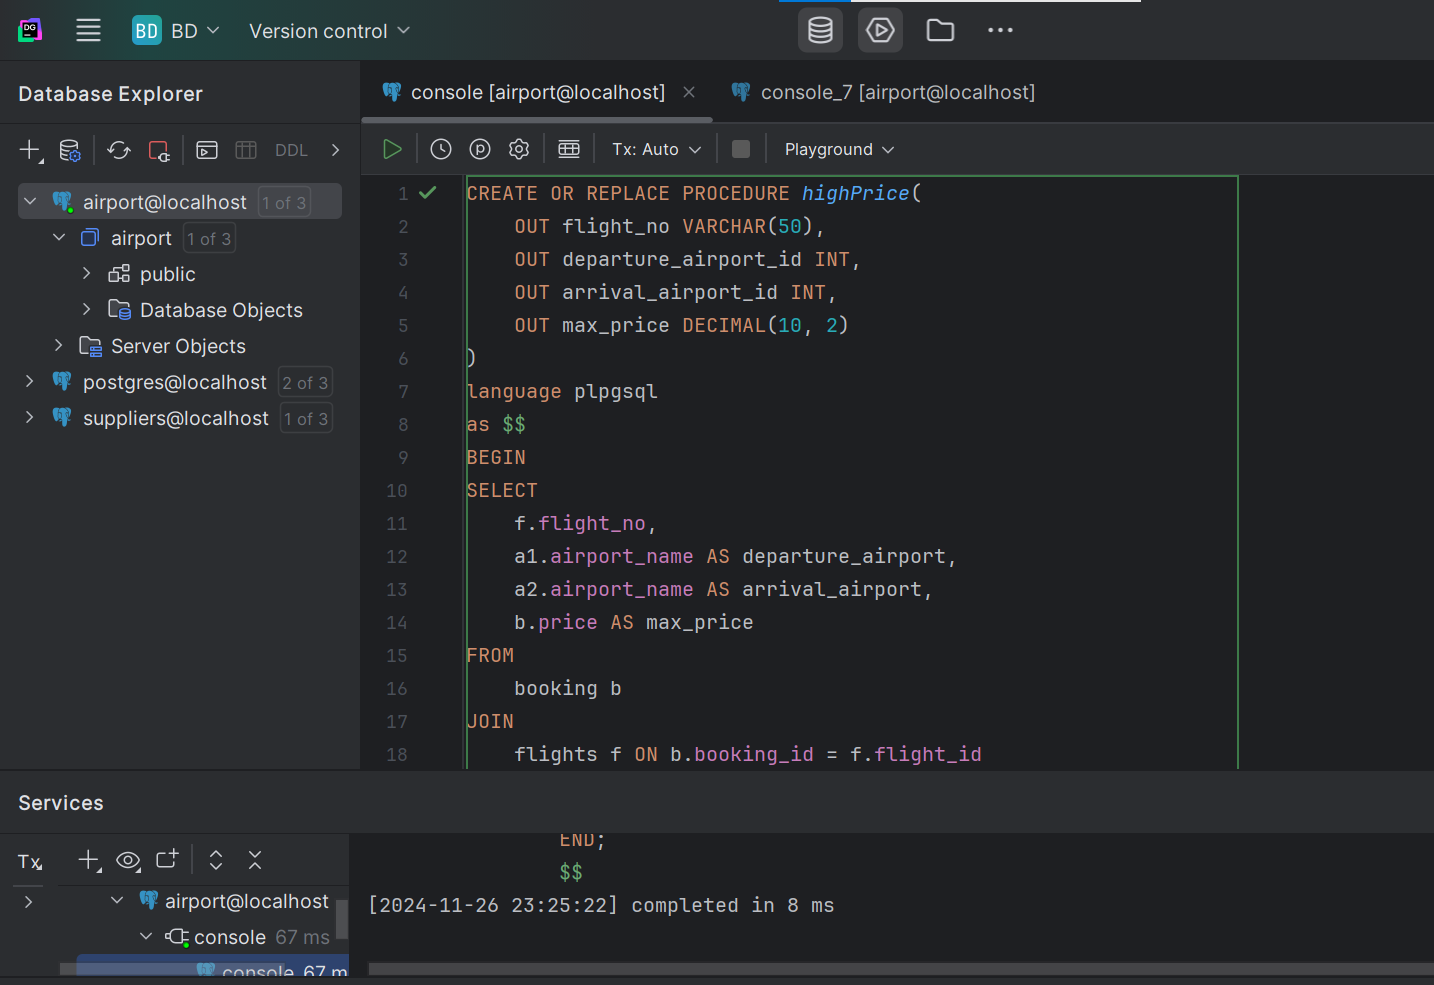 DG
BD BD Version control
Database Explorer
console [airport@localhost]
console_7 [airport@localhost]
DDL
Tx: Auto
Playground
airport@localhost 1 of 3
airport 1 of 3
public
Database Objects
Server Objects
postgres@localhost 2 of 3
suppliers@localhost 1 of 3
1 CREATE OR REPLACE PROCEDURE highPrice(
2 OUT flight_no VARCHAR(50),
3 OUT departure_airport_id INT,
4 OUT arrival_airport_id INT,
5 OUT max_price DECIMAL(10, 2)
6 )
7 language plpgsql
8 as $$
9 BEGIN
10 SELECT
11 f.flight_no,
12 a1.airport_name AS departure_airport,
13 a2.airport_name AS arrival_airport,
14 b.price AS max_price
15 FROM
16 booking b
17 JOIN
18 flights f ON b.booking_id = f.flight_id
Services
Tx
airport@localhost
console 67 ms
console 67 m
END;
$$
[2024-11-26 23:25:22] completed in 8 ms